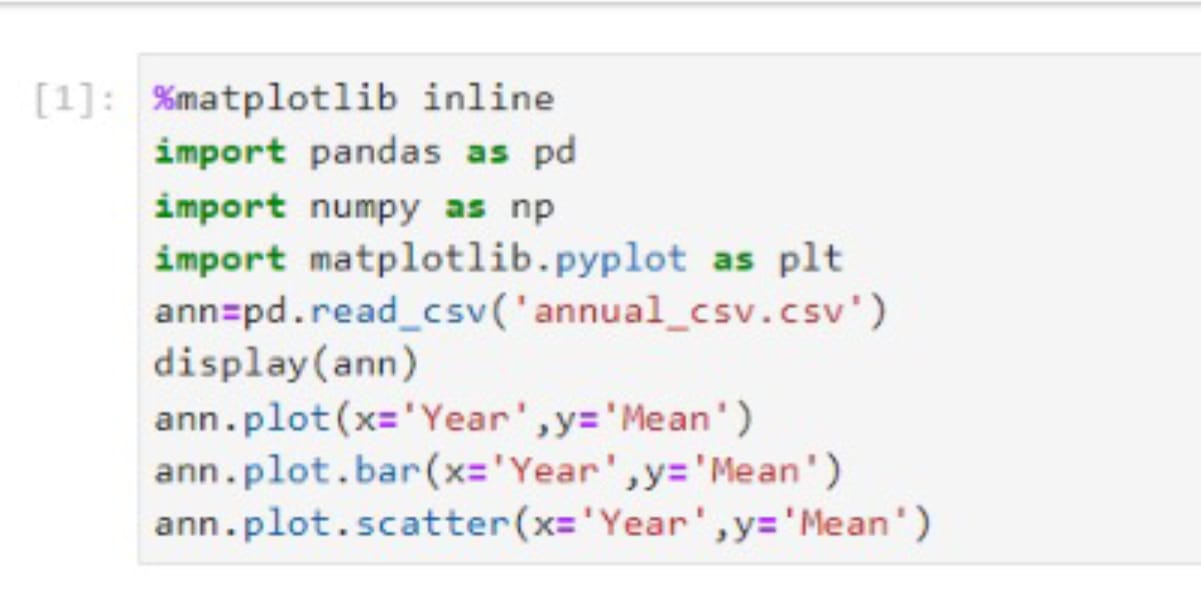 [1]: %matplotlib inline
import pandas as pd
import numpy as np
import matplotlib.pyplot as plt
ann=pd.read_csv('annual_csv.csv')
display(ann)
ann.plot(x='Year',y='Mean')
ann.plot.bar(x='Year',y='Mean')
ann.plot.scatter(x='Year',y='Mean')